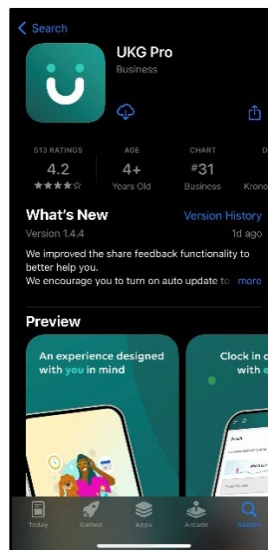 Search
UKG Pro
Business
513 RATINGS
4.2
AGE
4+
Years Old
CHART
#31
Business
D
Krono
What's New
Version History
Version 1.4.4
1d ago
We improved the share feedback functionality to
better help you.
We encourage you to turn on auto update to more
Preview
An experience designed
with you in mind
Clock in o
with e
Today
Games
Apps
Arcade
Search